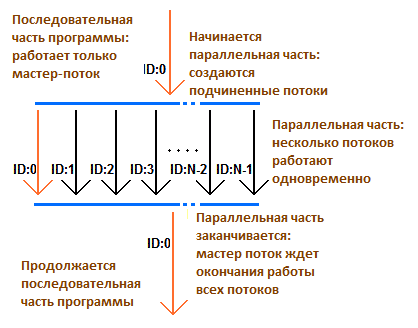 Последовательная
часть программы:
работает только
мастер-поток
ID:0
Начинается
параллельная часть:
создаются
подчиненные потоки
ID:0 ID:1 ID:2 ID:3 .... ID:N-2 ID:N-1
Параллельная часть:
несколько потоков
работают
одновременно
ID:0
Параллельная часть
заканчивается:
мастер поток ждет
окончания работы
всех потоков
Продолжается
последовательная
часть программы